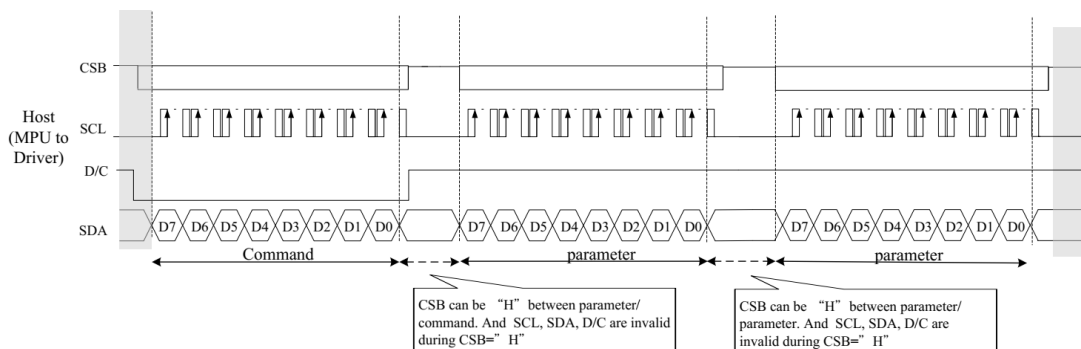 CSB
Host
(MPU to
Driver)
SCL
D/C
SDA
D7 D6 D5 D4 D3 D2 D1 D0
D7 D6 D5 D4 D3 D2 D1 D0
D7 D6 D5 D4 D3 D2 D1 D0
Command
parameter
parameter
CSB can be “H” between parameter/
command. And SCL, SDA, D/C are invalid
during CSB=”H”
CSB can be “H” between parameter/
parameter. And SCL, SDA, D/C are
invalid during CSB=”H”